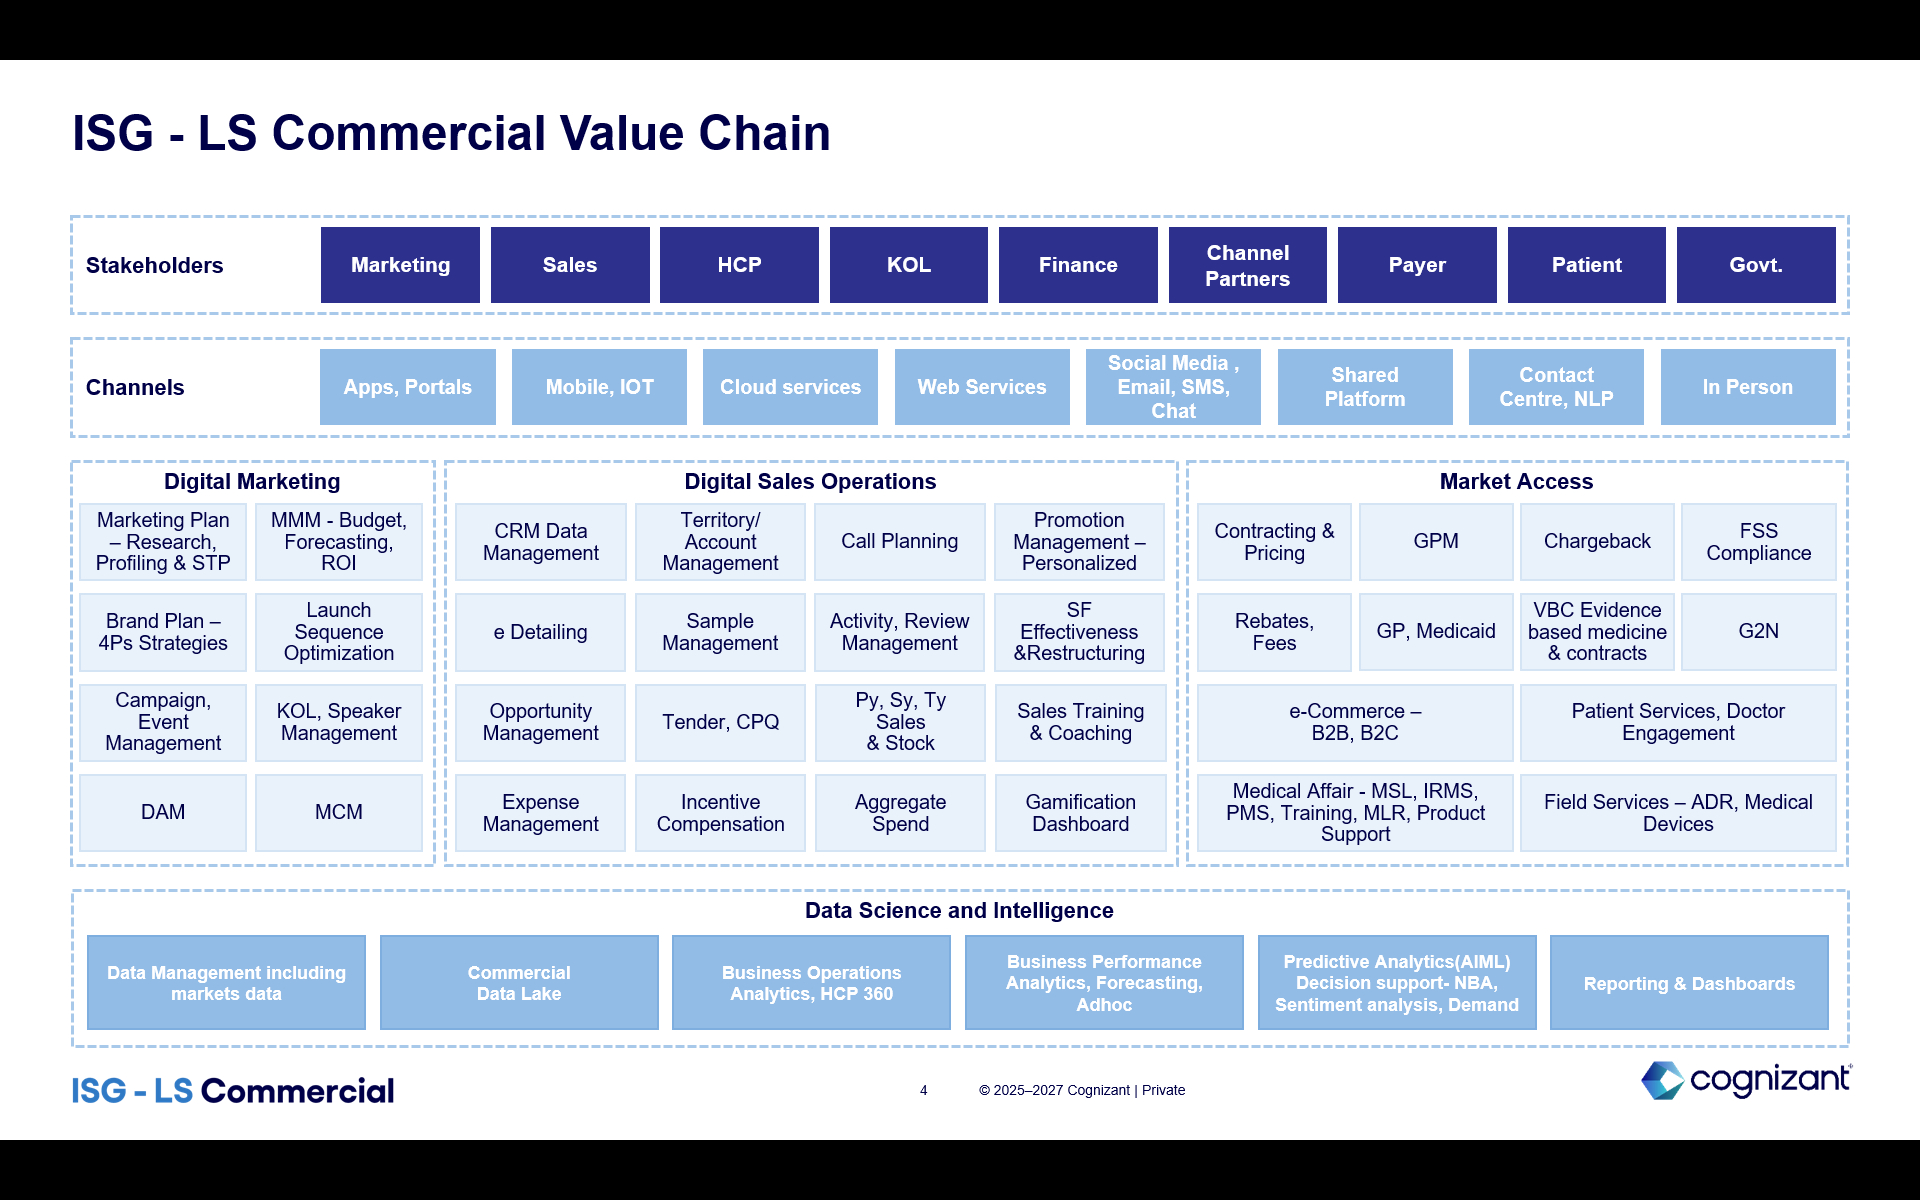 ISG - LS Commercial Value Chain
Stakeholders
Marketing
Sales
HCP
KOL
Finance
Channel
Partners
Payer
Patient
Govt.
Channels
Apps, Portals
Mobile, IOT
Cloud services
Web Services
Social Media ,
Email, SMS,
Chat
Shared
Platform
Contact
Centre, NLP
In Person
Digital Marketing
Marketing Plan
– Research,
Profiling & STP
MMM - Budget,
Forecasting,
ROI
Brand Plan –
4Ps Strategies
Launch
Sequence
Optimization
Campaign,
Event
Management
KOL, Speaker
Management
DAM
MCM
Digital Sales Operations
CRM Data
Management
Territory/
Account
Management
Call Planning
Promotion
Management –
Personalized
e Detailing
Sample
Management
Activity, Review
Management
SF
Effectiveness
&Restructuring
Opportunity
Management
Tender, CPQ
Py, Sy, Ty
Sales
& Stock
Sales Training
& Coaching
Expense
Management
Incentive
Compensation
Aggregate
Spend
Gamification
Dashboard
Market Access
Contracting &
Pricing
GPM
Chargeback
FSS
Compliance
Rebates,
Fees
GP, Medicaid
VBC Evidence
based medicine
& contracts
G2N
e-Commerce –
B2B, B2C
Patient Services, Doctor
Engagement
Medical Affair - MSL, IRMS,
PMS, Training, MLR, Product
Support
Field Services – ADR, Medical
Devices
Data Science and Intelligence
Data Management including
markets data
Commercial
Data Lake
Business Operations
Analytics, HCP 360
Business Performance
Analytics, Forecasting,
Adhoc
Predictive Analytics(AIML)
Decision support- NBA,
Sentiment analysis, Demand
Reporting & Dashboards
ISG - LS Commercial
4
© 2025–2027 Cognizant | Private
cognizant